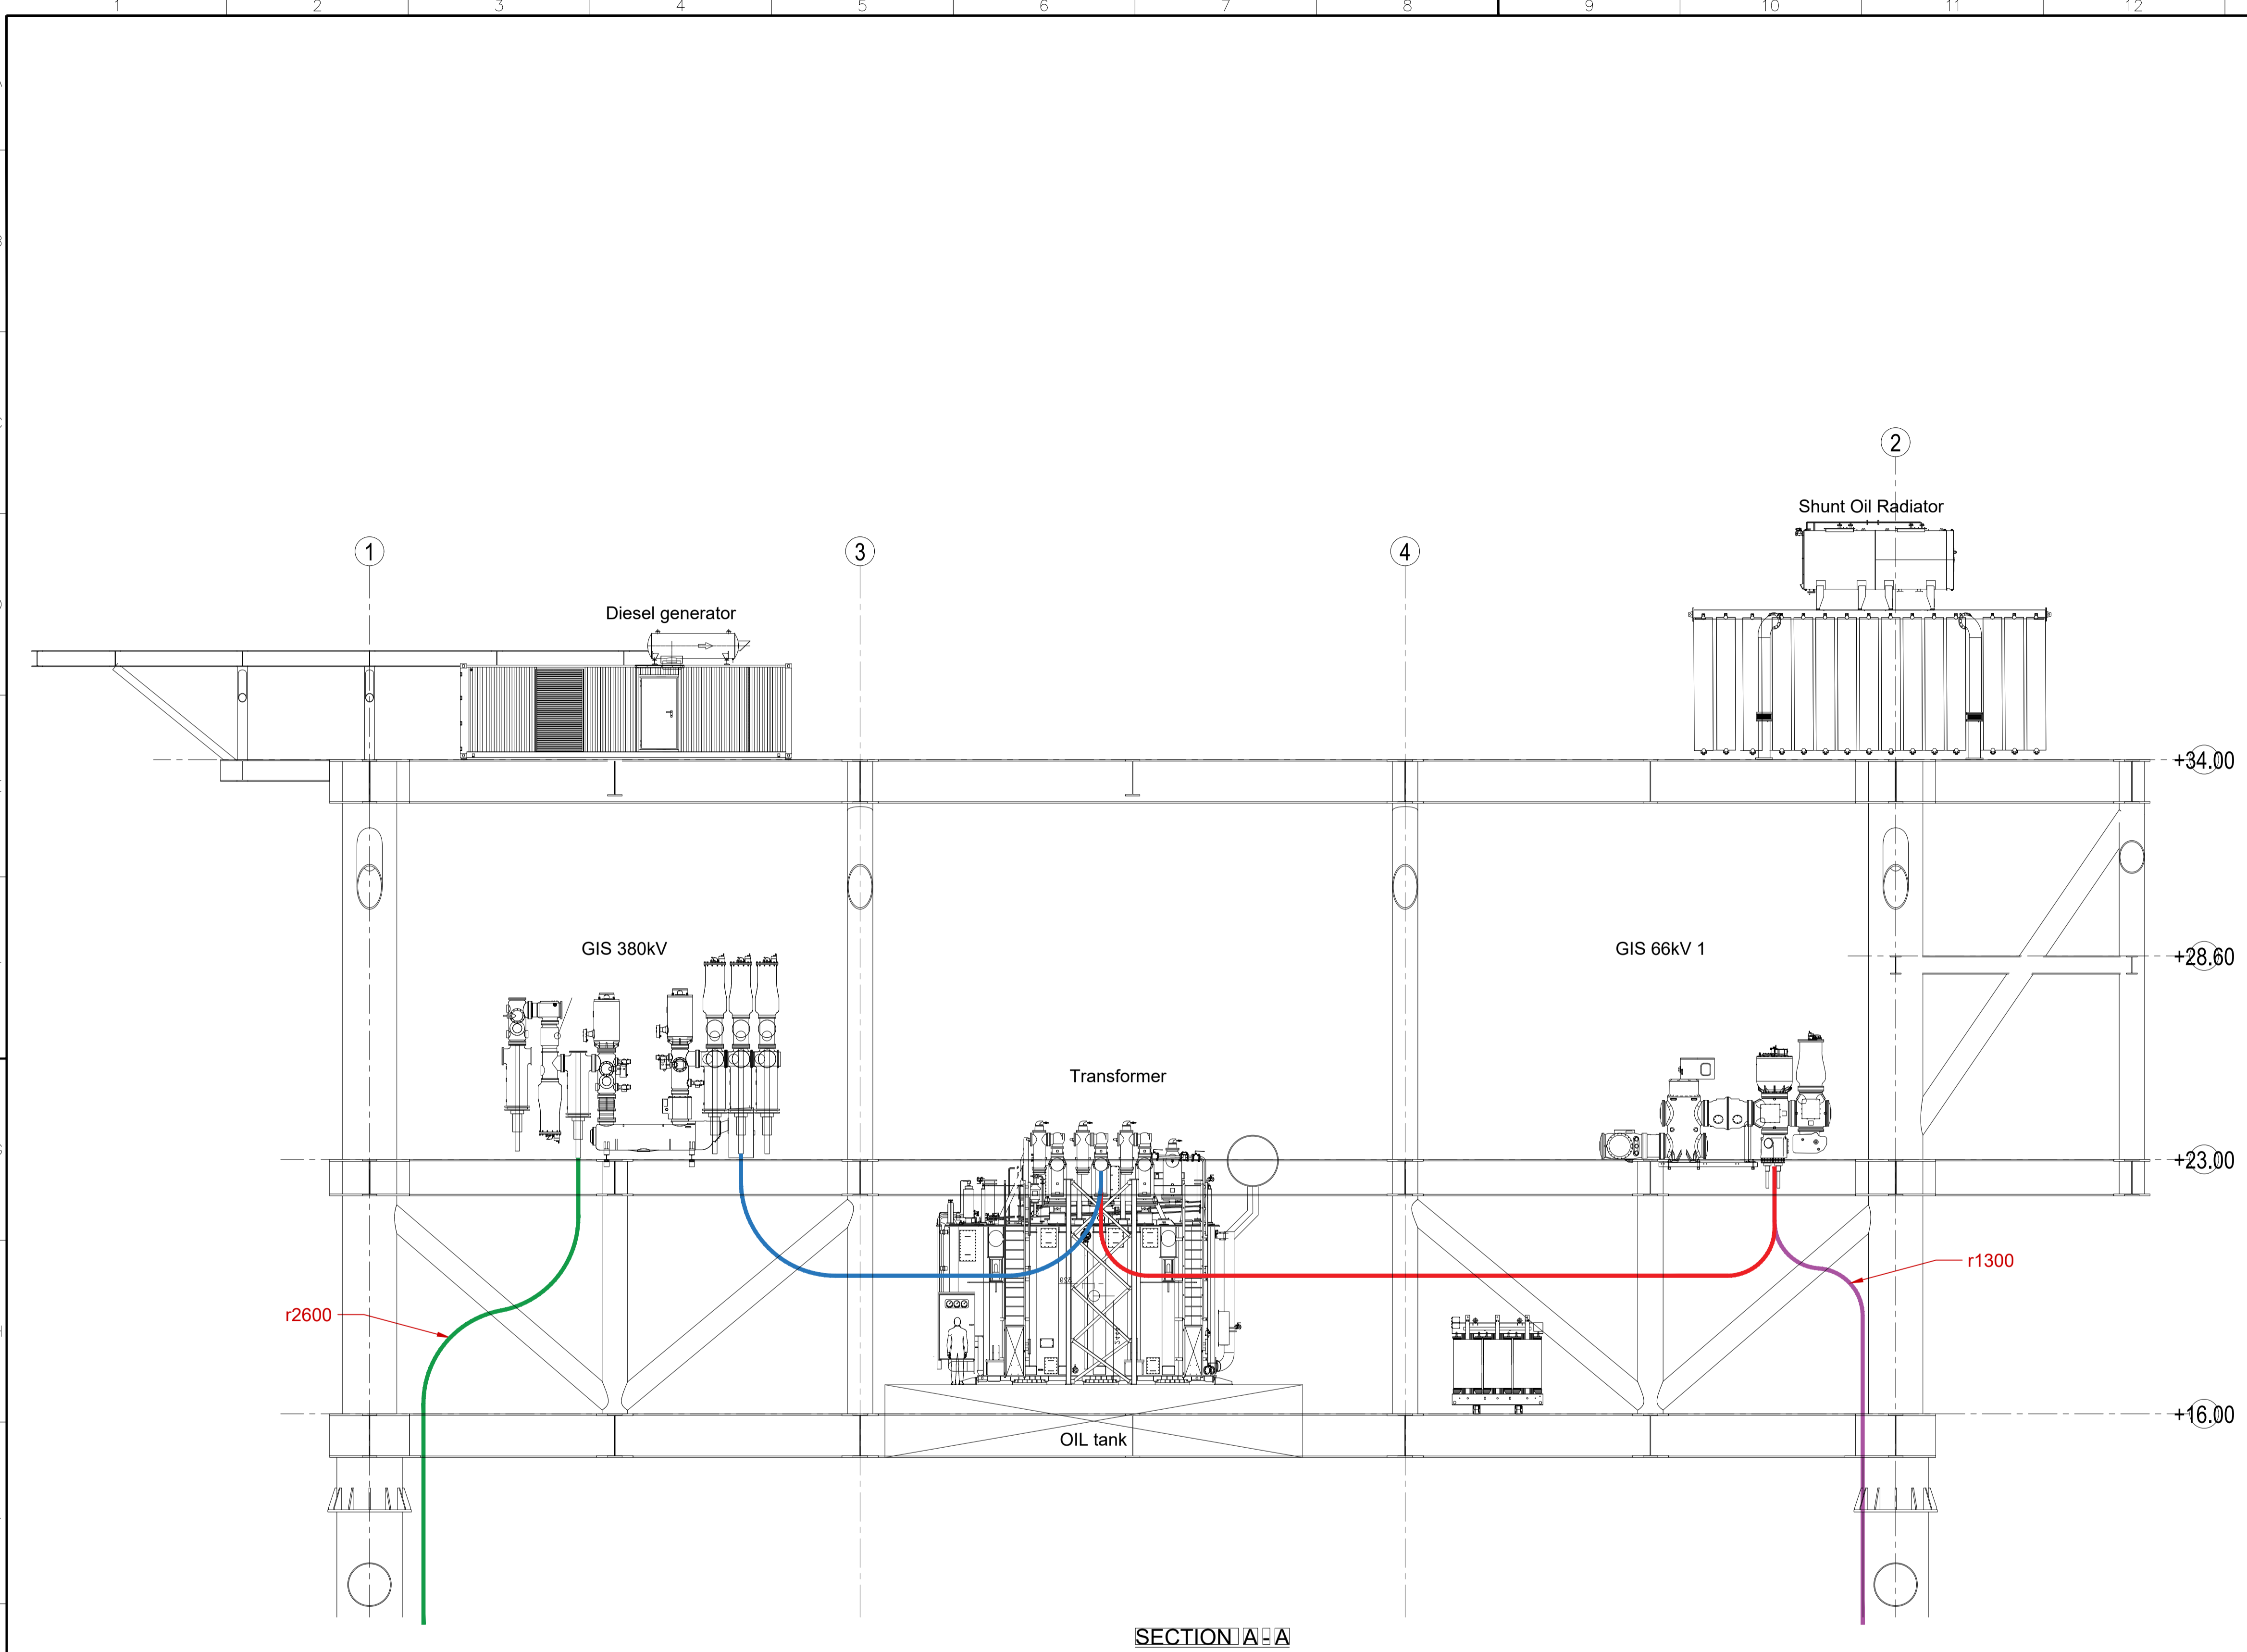 1 2 3 4 5 6 7 8 9 10 11 12
2
Shunt Oil Radiator
1 3 4
Diesel generator
+34.00
GIS 380kV
GIS 66kV 1
+28.60
Transformer
+23.00
r1300
r2600
+16.00
OIL tank
SECTION A-A